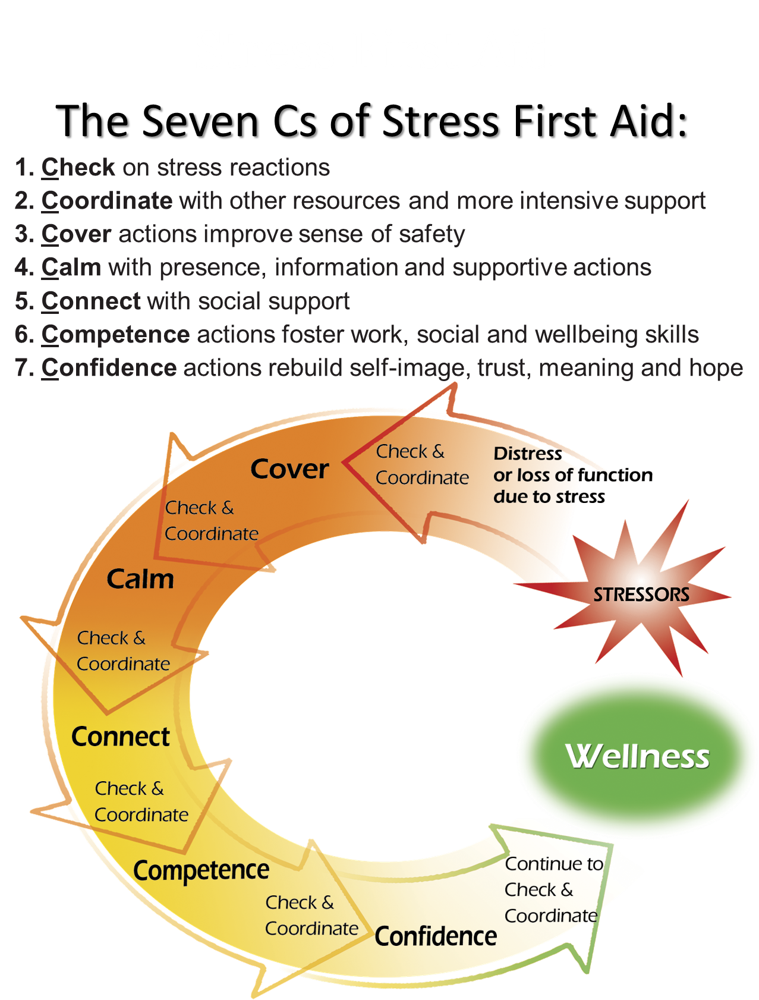 The Seven Cs of Stress First Aid:
1. Check on stress reactions
2. Coordinate with other resources and more intensive support
3. Cover actions improve sense of safety
4. Calm with presence, information and supportive actions
5. Connect with social support
6. Competence actions foster work, social and wellbeing skills
7. Confidence actions rebuild self-image, trust, meaning and hope
Distress
or loss of function
due to stress
STRESSORS
Check &
Coordinate
Cover
Check &
Coordinate
Calm
Check &
Coordinate
Connect
Check &
Coordinate
Competence
Check &
Coordinate
Confidence
Continue to
Check &
Coordinate
Wellness